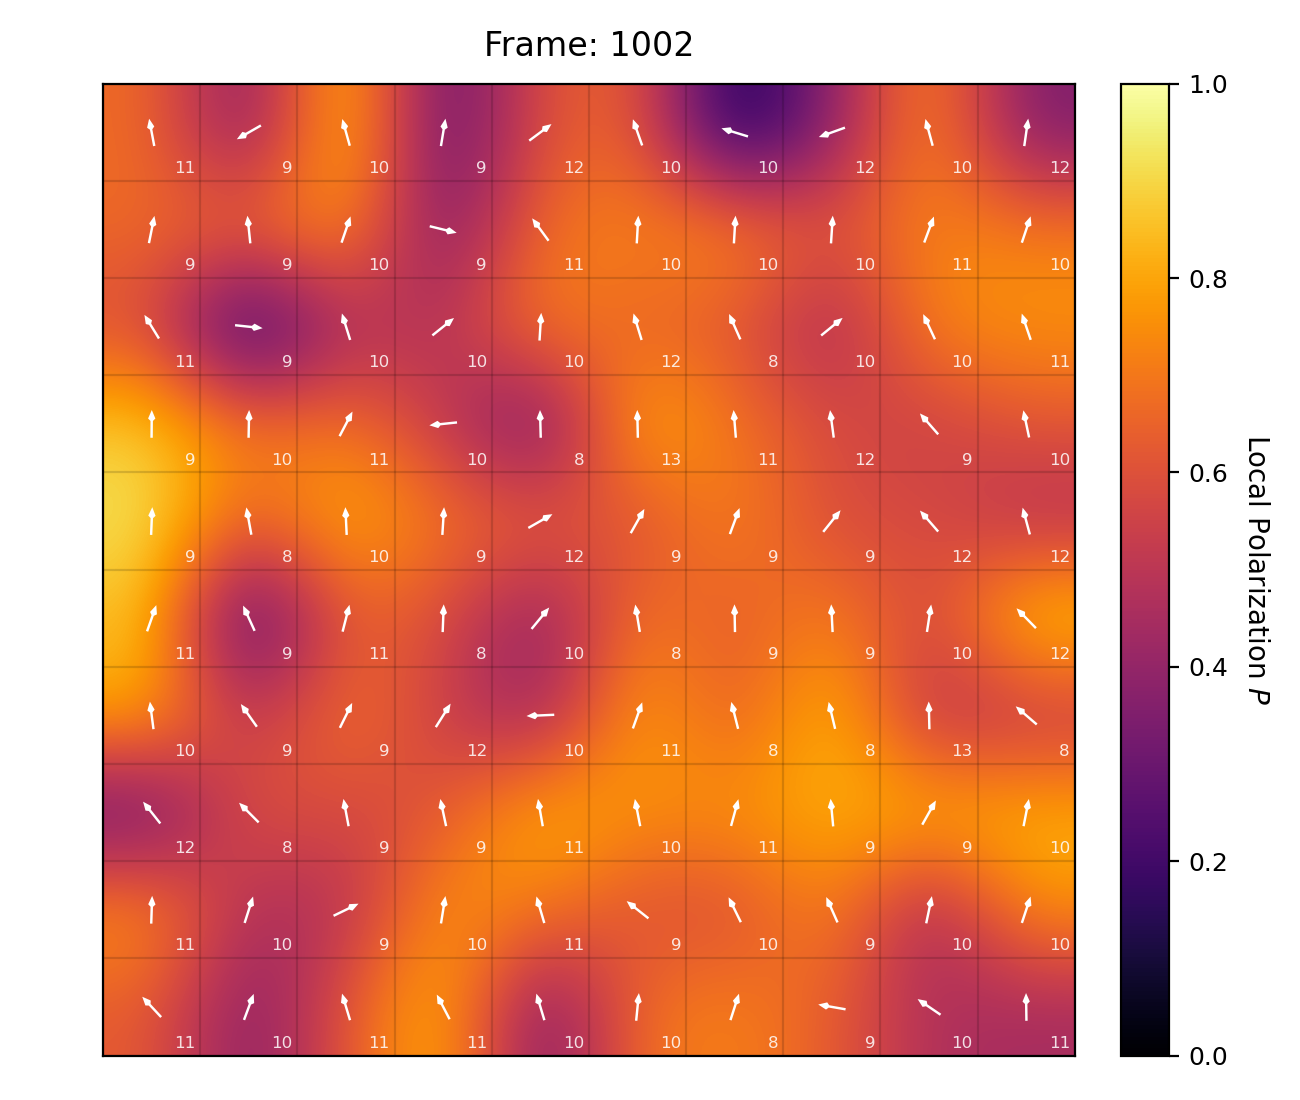 Frame: 1002
11 9 10 9 12 10 10 12 10 12
9 9 10 9 11 10 10 10 11 10
11 9 10 10 10 12 8 10 10 11
9 10 11 10 8 13 11 12 9 10
9 8 10 9 12 9 9 9 12 12
11 9 11 8 10 8 9 9 10 12
10 9 9 12 10 11 8 8 13 8
12 8 9 9 11 10 11 9 9 10
11 10 9 10 11 9 10 9 10 10
11 10 11 11 10 10 8 9 10 11
1.0
0.8
0.6
0.4
0.2
0.0
Local Polarization P